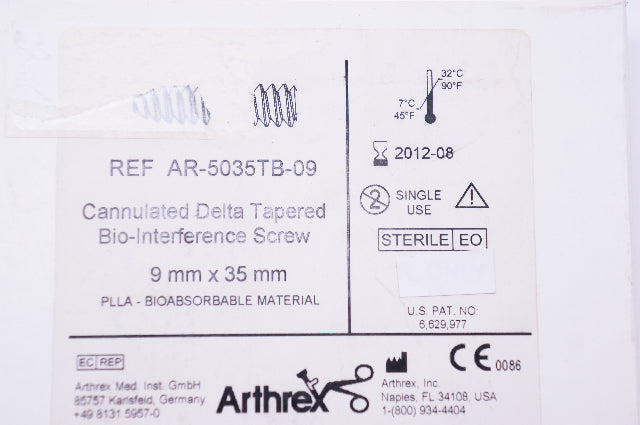 32°C
90°F
7°C
45°F
2012-08
REF AR-5035TB-09
2
SINGLE
USE
Cannulated Delta Tapered
Bio-Interference Screw
STERILE EO
9 mm x 35 mm
PLLA - BIOABSORBABLE MATERIAL
U.S. PAT. NO:
6,629,977
EC REP
CE 0086
Arthrex Med. Inst. GmbH
85757 Karlsfeld, Germany
+49 8131 5957-0
Arthrex
Arthrex, Inc.
Naples, FL 34108, USA
1-(800) 934-4404